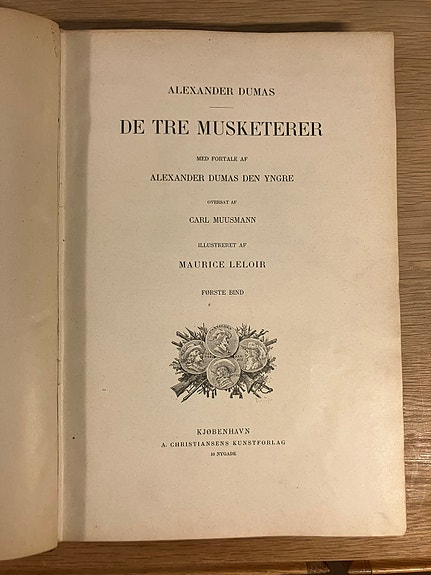 ALEXANDER DUMAS
DE TRE MUSKETERER
MED FORTALE AF
ALEXANDER DUMAS DEN YNGRE
OVERSAT AF
CARL MUUSMANN
ILLUSTRERET AF
MAURICE LELOIR
FØRSTE BIND
KJØBENHAVN
A. CHRISTIANSENS KUNSTFORLAG
10 NYGADE